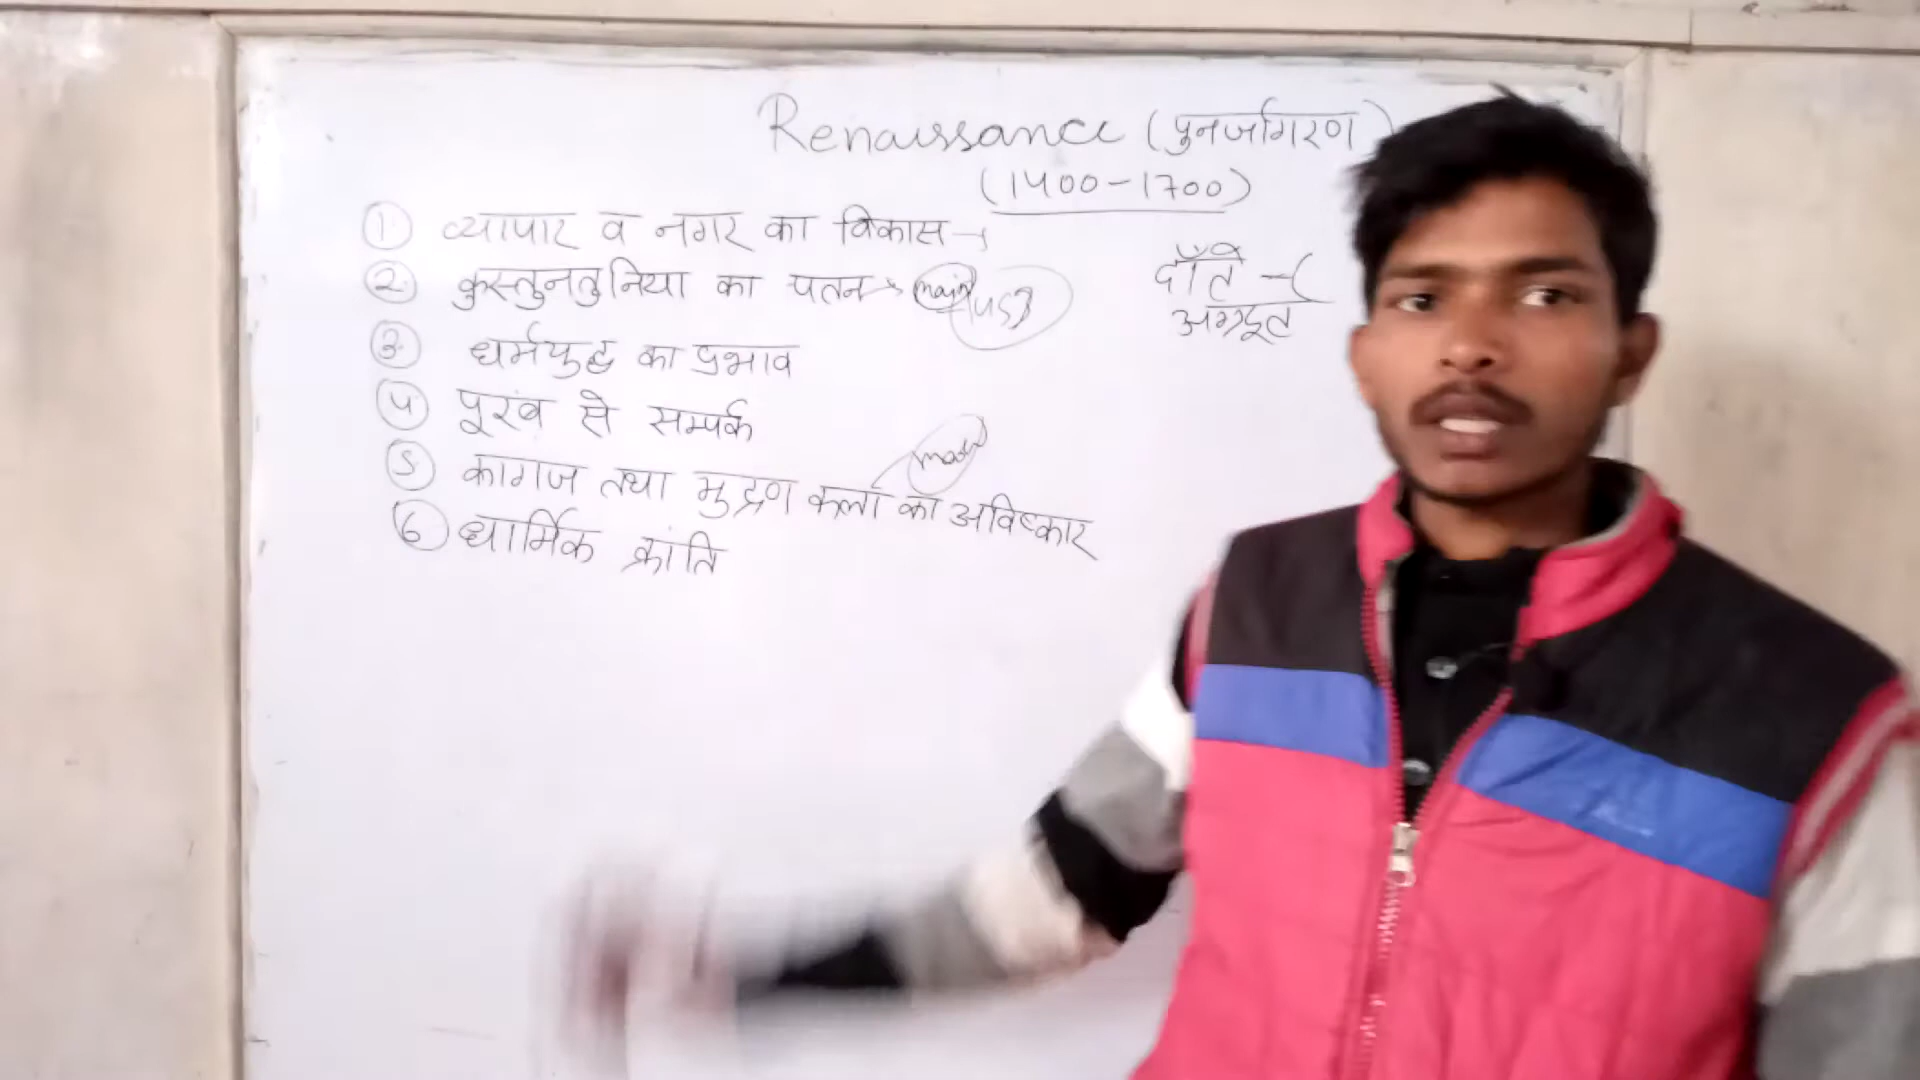 Renaissance (पुनर्जागरण)
(1400-1700)
① व्यापार व नगर का विकास →
② कुस्तुनतुनिया का पतन → main
③ धर्मयुद्ध का प्रभाव
④ पूरब से सम्पर्क
⑤ कागज तथा मुद्रण कला का अविष्कार
main
⑥ धार्मिक क्रांति
दाँते - (
अग्रदूत